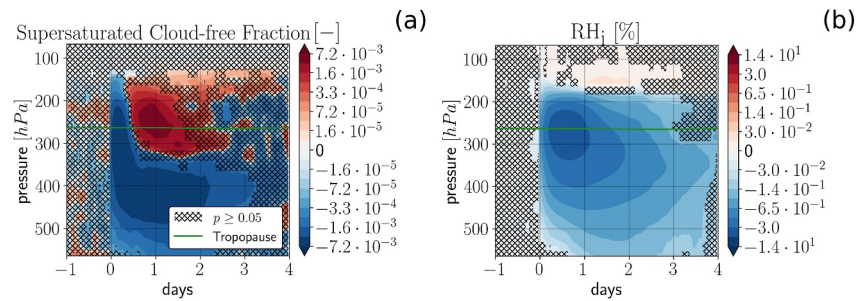 Supersaturated Cloud-free Fraction [−]
(a)
pressure [hPa]
100
200
300
400
500
−1 0 1 2 3 4
days
p ≥ 0.05
Tropopause
7.2 · 10⁻³
1.6 · 10⁻³
3.3 · 10⁻⁴
7.2 · 10⁻⁵
1.6 · 10⁻⁵
0
−1.6 · 10⁻⁵
−7.2 · 10⁻⁵
−3.3 · 10⁻⁴
−1.6 · 10⁻³
−7.2 · 10⁻³
RHi [%]
(b)
pressure [hPa]
100
200
300
400
500
−1 0 1 2 3 4
days
1.4 · 10¹
3.0
6.5 · 10⁻¹
1.4 · 10⁻¹
3.0 · 10⁻²
0
−3.0 · 10⁻²
−1.4 · 10⁻¹
−6.5 · 10⁻¹
−3.0
−1.4 · 10¹